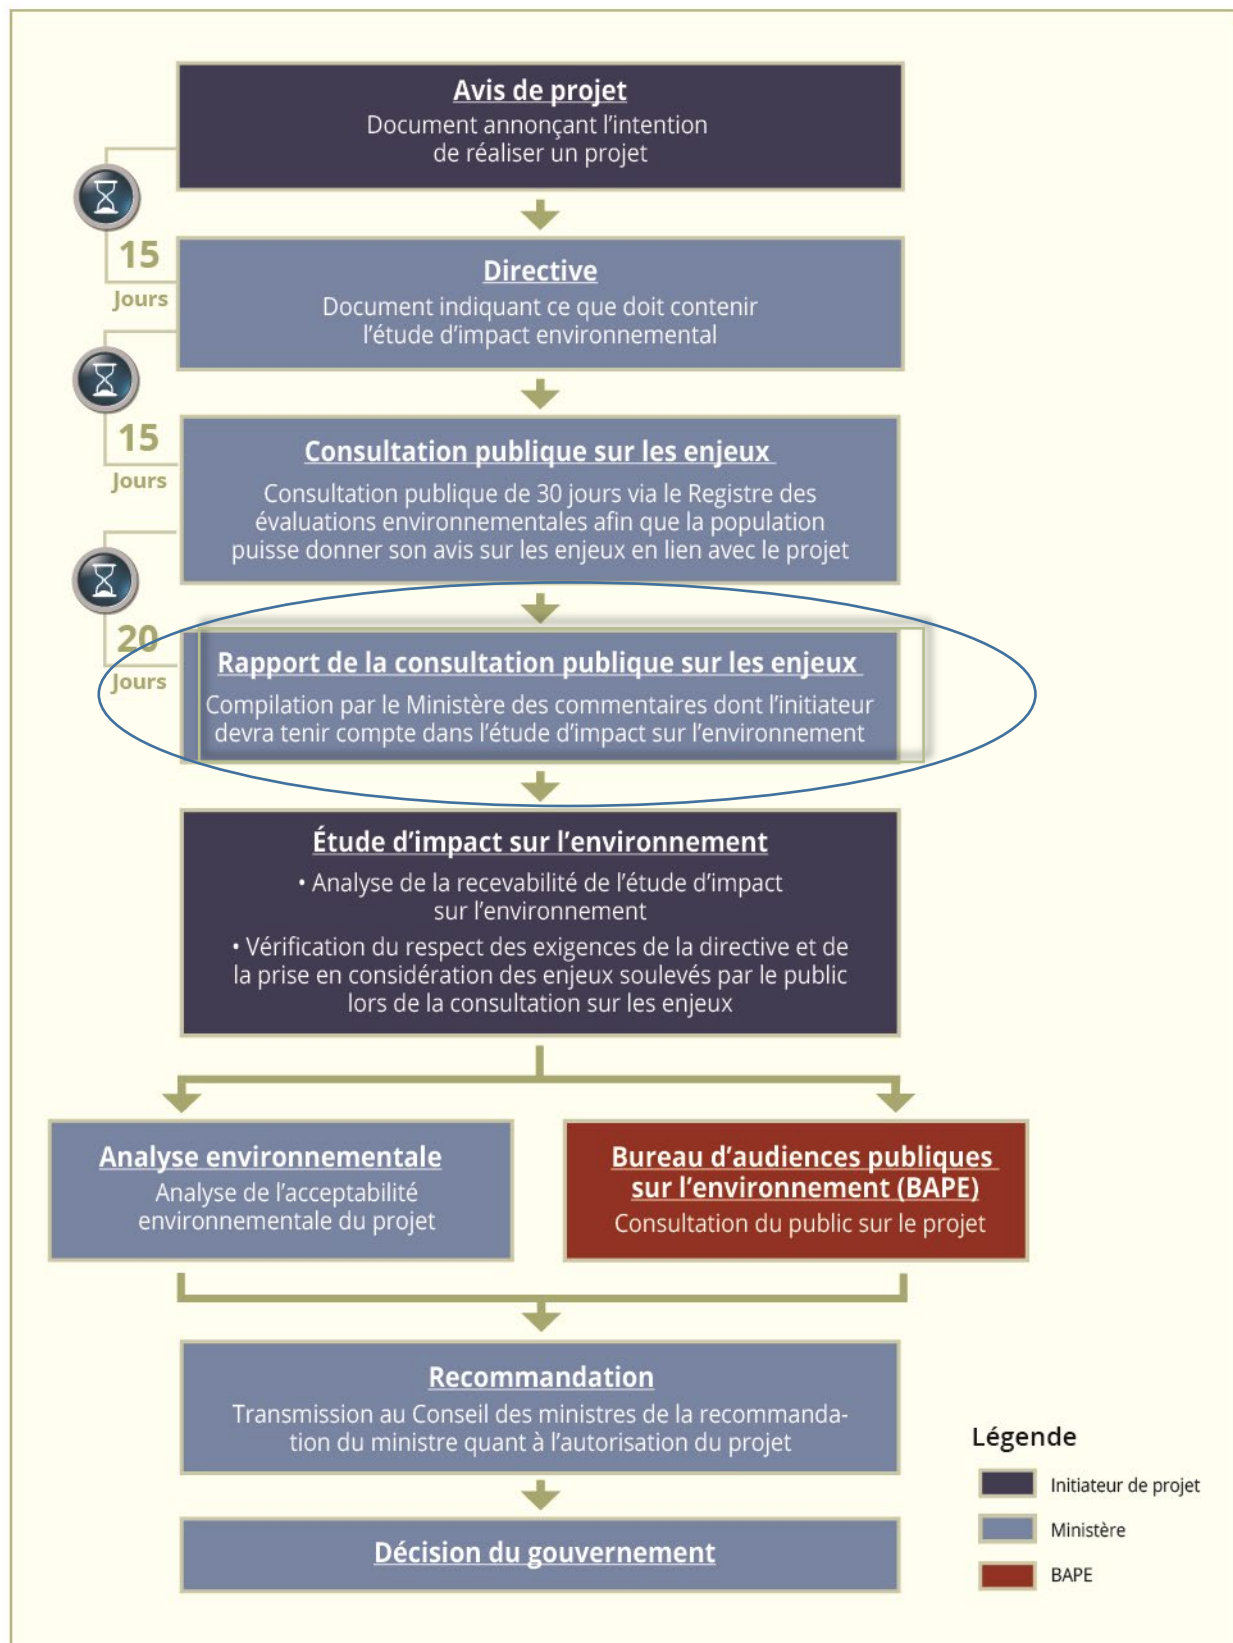 Avis de projet
Document annonçant l'intention
de réaliser un projet
15
Jours
Directive
Document indiquant ce que doit contenir
l'étude d'impact environnemental
15
Jours
Consultation publique sur les enjeux
Consultation publique de 30 jours via le Registre des
évaluations environnementales afin que la population
puisse donner son avis sur les enjeux en lien avec le projet
20
Jours
Rapport de la consultation publique sur les enjeux
Compilation par le Ministère des commentaires dont l'initiateur
devra tenir compte dans l'étude d'impact sur l'environnement
Étude d'impact sur l'environnement
• Analyse de la recevabilité de l'étude d'impact
sur l'environnement
• Vérification du respect des exigences de la directive et de
la prise en considération des enjeux soulevés par le public
lors de la consultation sur les enjeux
Analyse environnementale
Analyse de l'acceptabilité
environnementale du projet
Bureau d'audiences publiques
sur l'environnement (BAPE)
Consultation du public sur le projet
Recommandation
Transmission au Conseil des ministres de la recommanda-
tion du ministre quant à l'autorisation du projet
Décision du gouvernement
Légende
Initiateur de projet
Ministère
BAPE